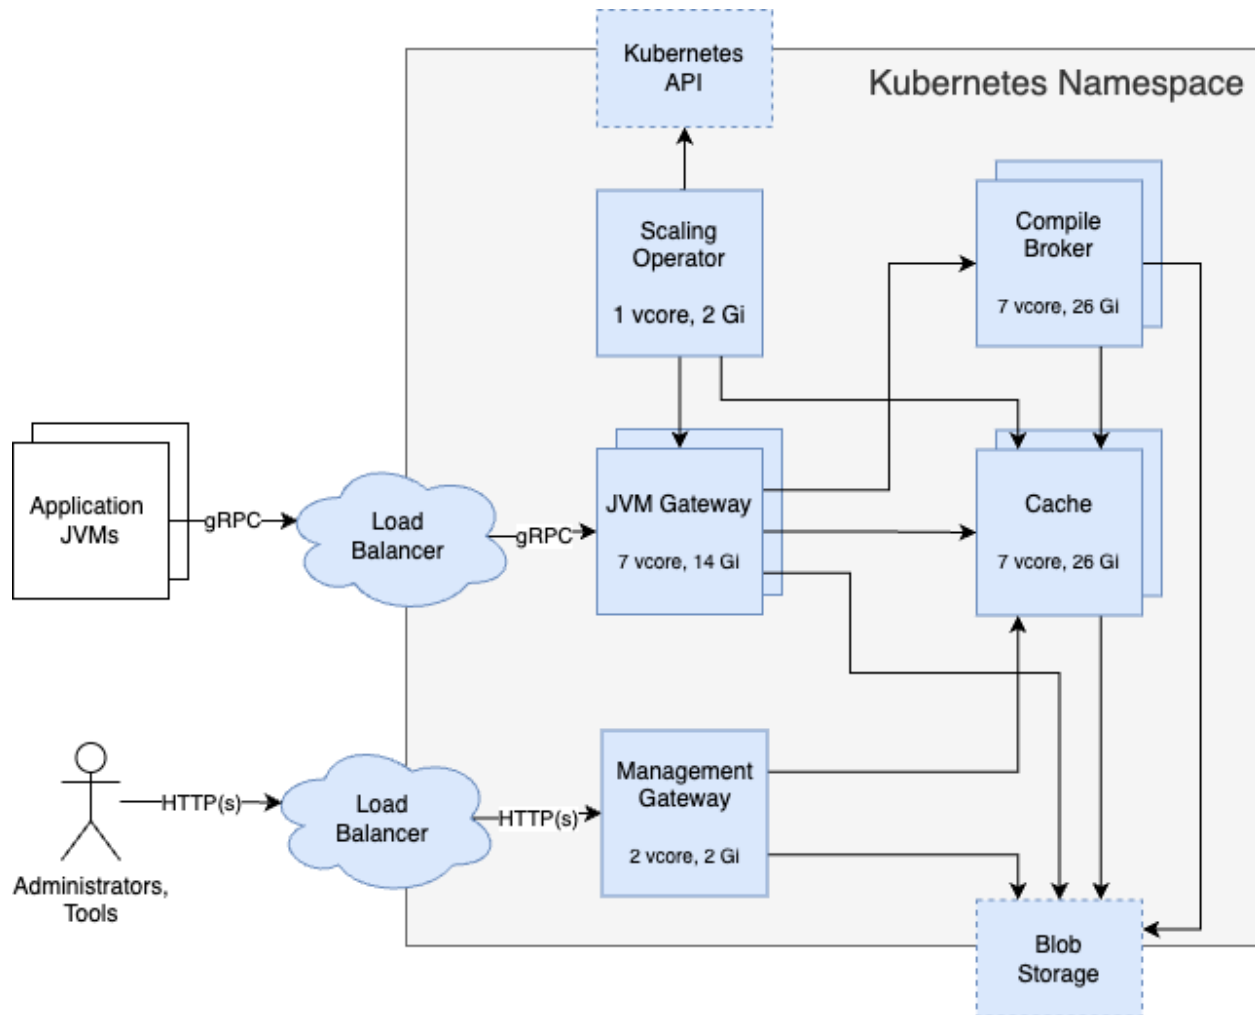 Kubernetes
API
Kubernetes Namespace
Scaling
Operator
1 vcore, 2 Gi
Compile
Broker
7 vcore, 26 Gi
Application
JVMs
gRPC
Load
Balancer
gRPC
JVM Gateway
7 vcore, 14 Gi
Cache
7 vcore, 26 Gi
Administrators,
Tools
HTTP(s)
Load
Balancer
HTTP(s)
Management
Gateway
2 vcore, 2 Gi
Blob
Storage